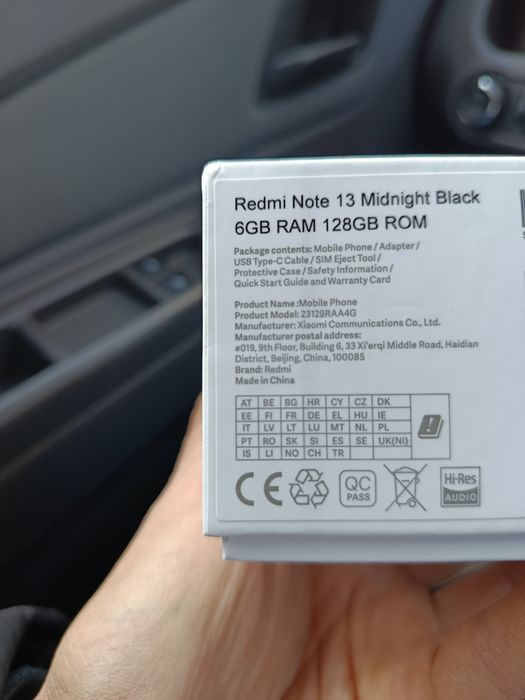 Redmi Note 13 Midnight Black
6GB RAM 128GB ROM
Package contents: Mobile Phone / Adapter /
USB Type-C Cable / SIM Eject Tool /
Protective Case / Safety Information /
Quick Start Guide and Warranty Card
Product Name :Mobile Phone
Product Model: 23129RAA4G
Manufacturer: Xiaomi Communications Co., Ltd.
Manufacturer postal address:
#019, 9th Floor, Building 6, 33 Xi'erqi Middle Road, Haidian
District, Beijing, China, 100085
Brand: Redmi
Made in China
AT BE BG HR CY CZ DK
EE FI FR DE EL HU IE
IT LV LT LU MT NL PL
PT RO SK SI ES SE UK(NI)
IS LI NO CH TR
CE QC PASS Hi-Res AUDIO